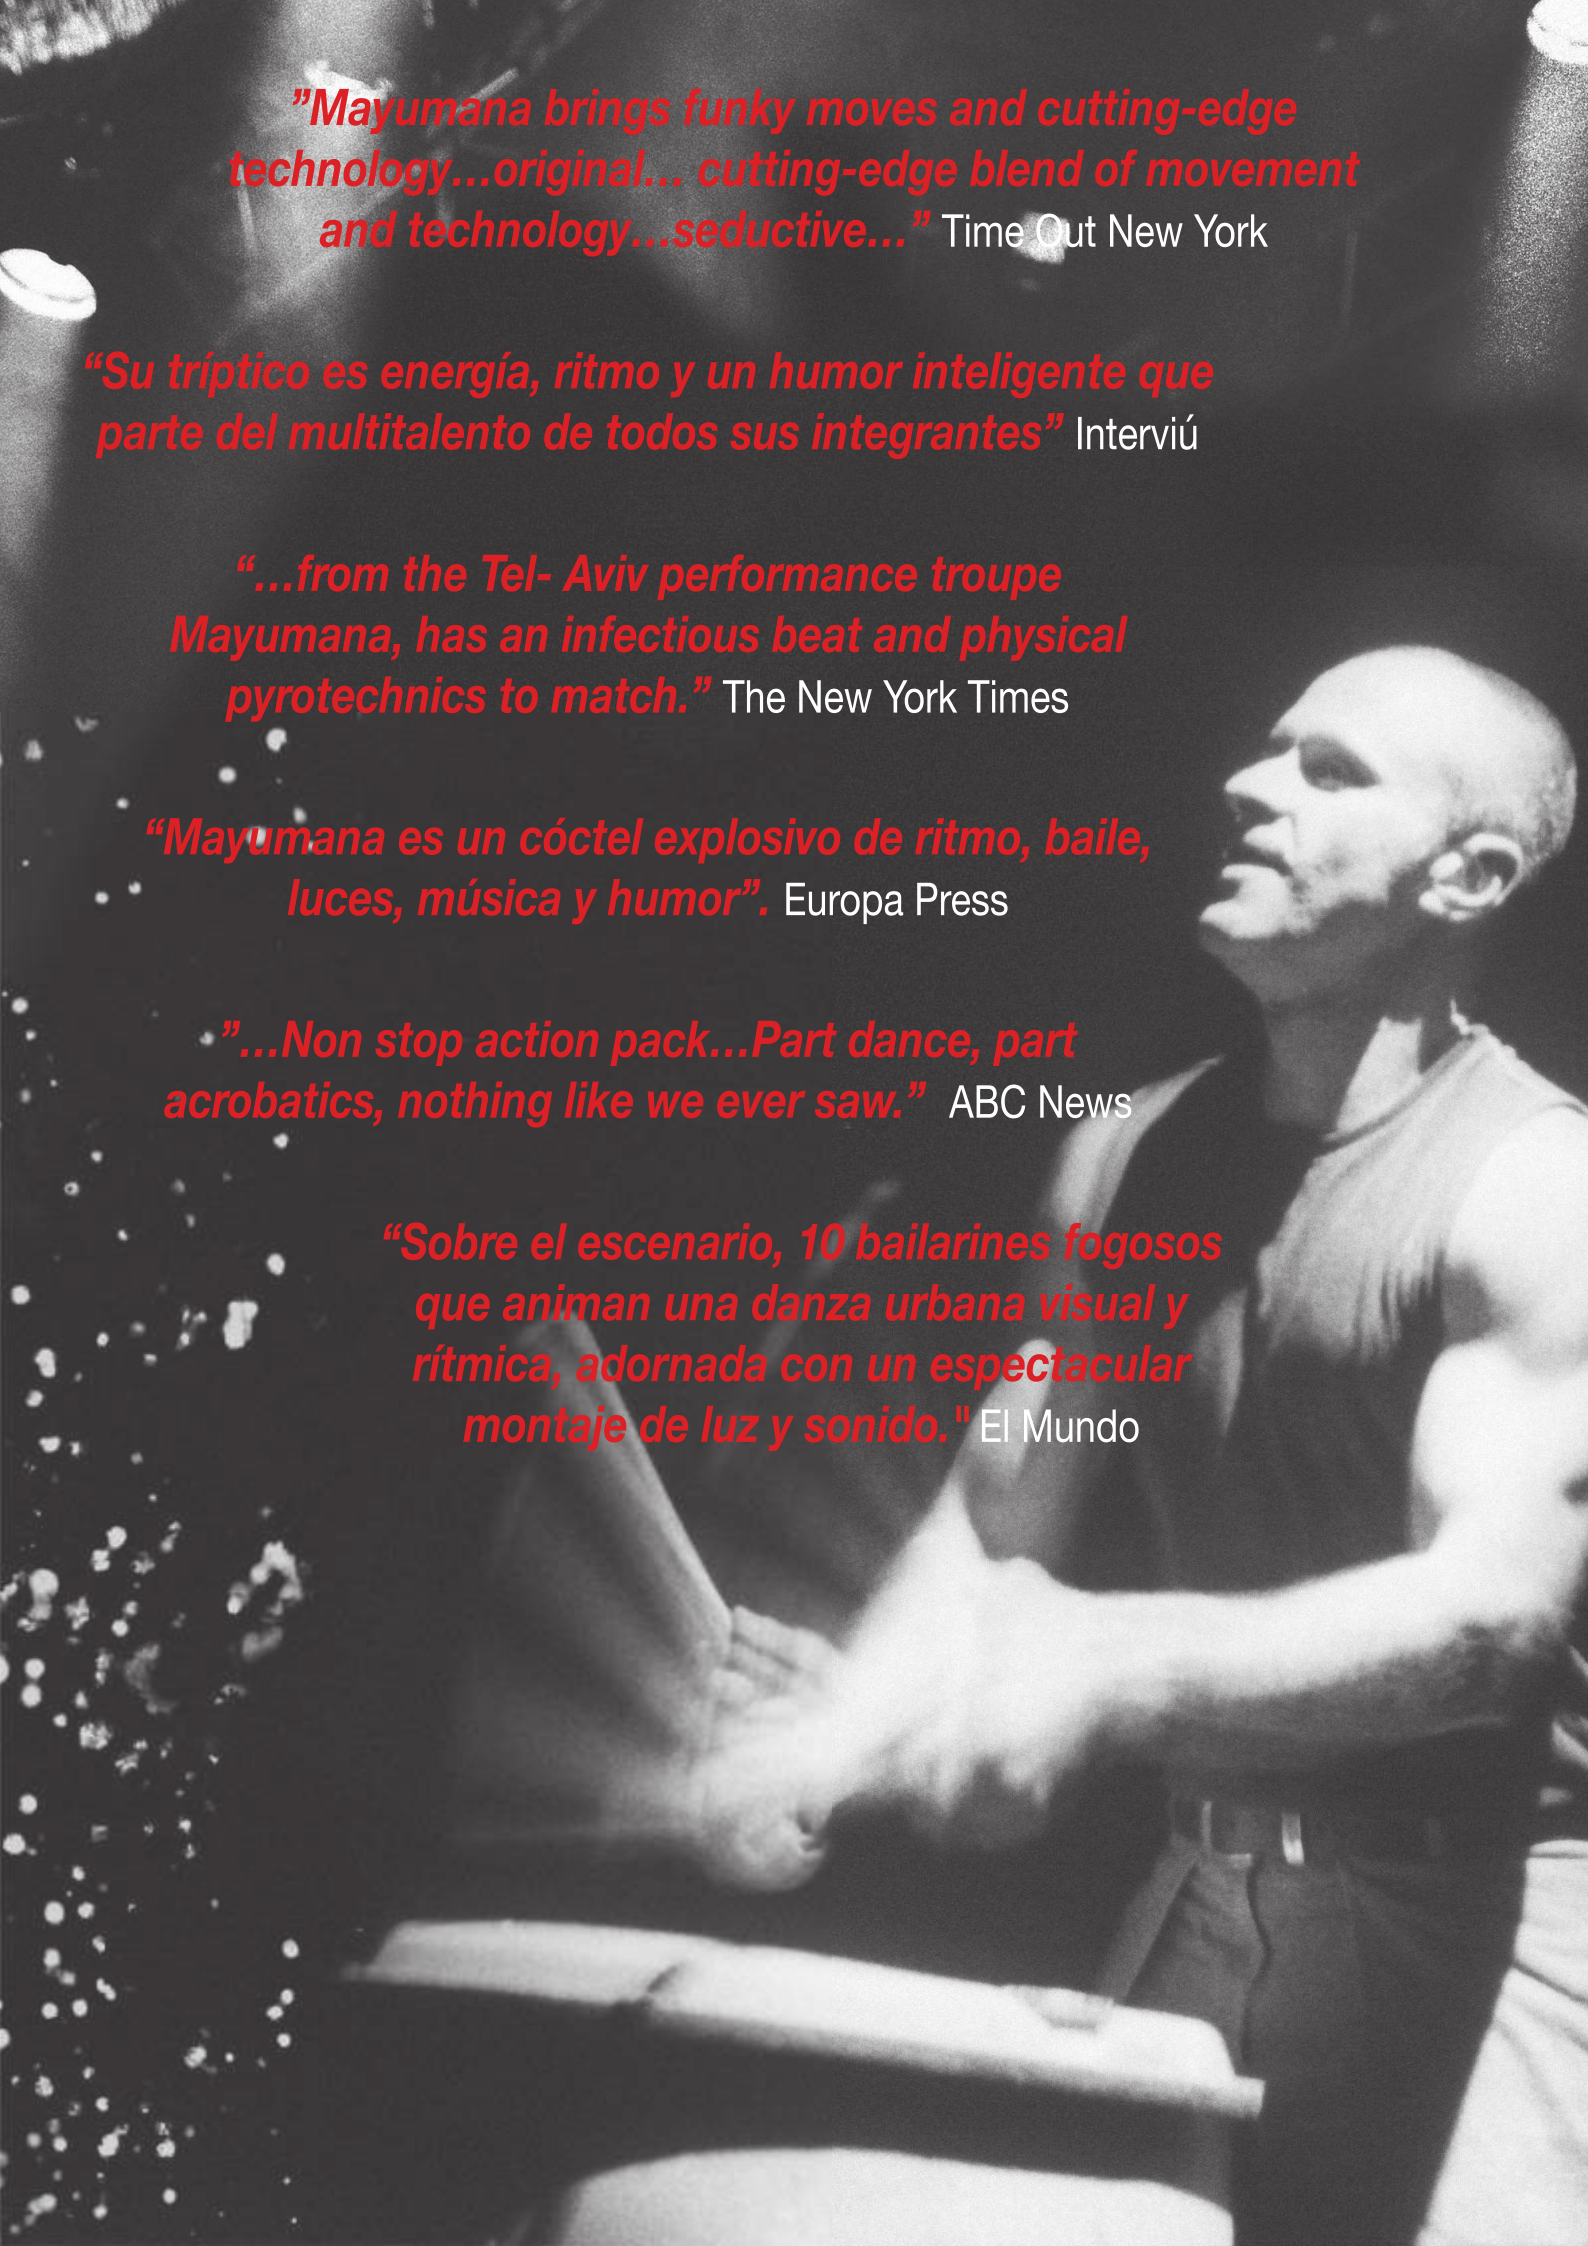 ”Mayumana brings funky moves and cutting-edge
technology…original… cutting-edge blend of movement
and technology…seductive…” Time Out New York
“Su tríptico es energía, ritmo y un humor inteligente que
parte del multitalento de todos sus integrantes” Interviú
“…from the Tel- Aviv performance troupe
Mayumana, has an infectious beat and physical
pyrotechnics to match.” The New York Times
“Mayumana es un cóctel explosivo de ritmo, baile,
luces, música y humor”. Europa Press
”…Non stop action pack…Part dance, part
acrobatics, nothing like we ever saw.”  ABC News
“Sobre el escenario, 10 bailarines fogosos
que animan una danza urbana visual y
rítmica, adornada con un espectacular
montaje de luz y sonido." El Mundo